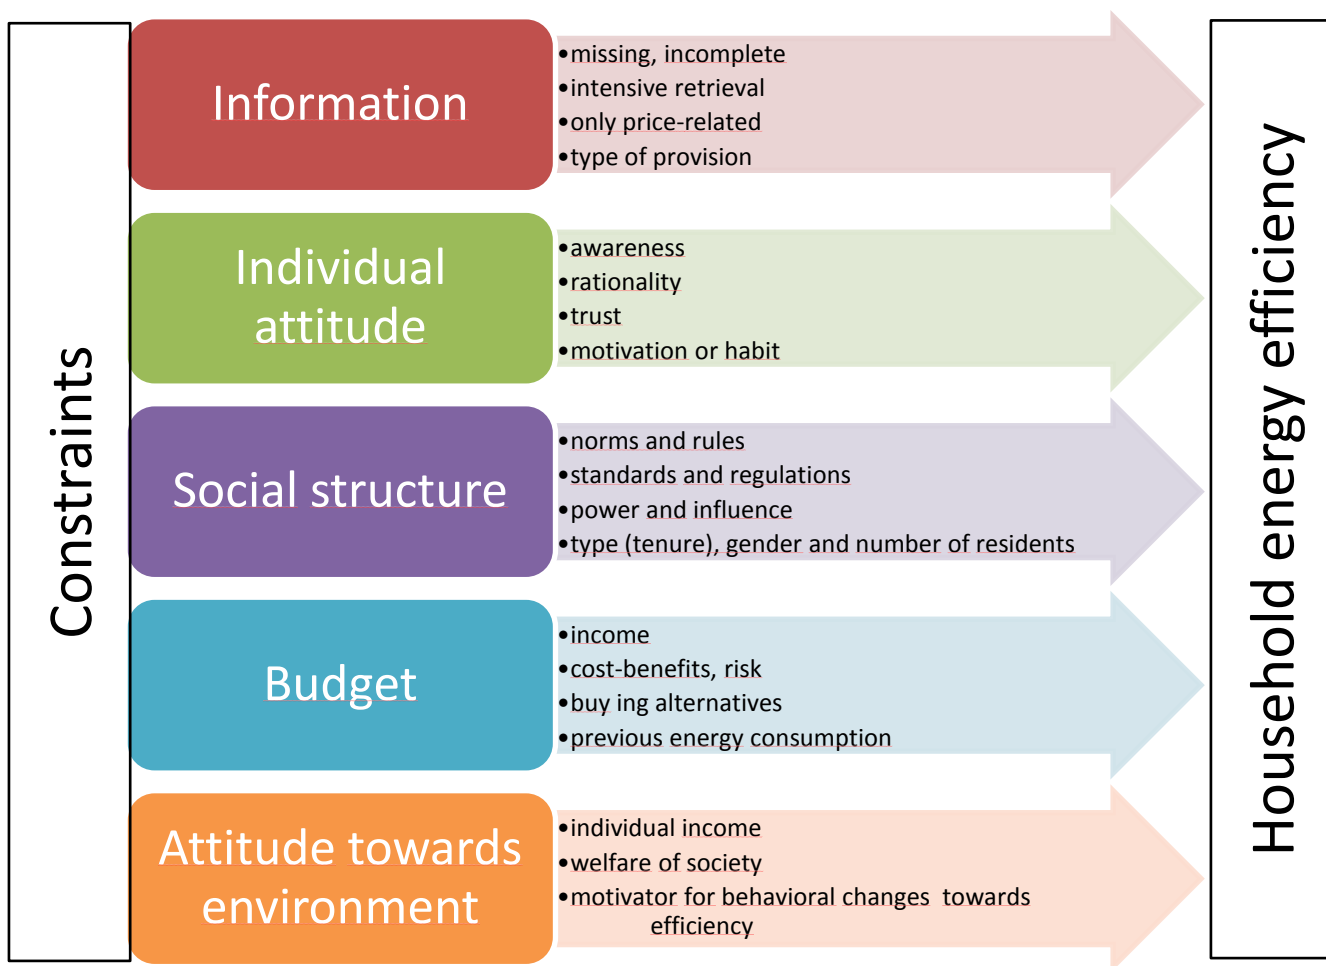 Constraints
Information
•missing, incomplete
•intensive retrieval
•only price-related
•type of provision
Individual
attitude
•awareness
•rationality
•trust
•motivation or habit
Social structure
•norms and rules
•standards and regulations
•power and influence
•type (tenure), gender and number of residents
Budget
•income
•cost-benefits, risk
•buy ing alternatives
•previous energy consumption
Attitude towards
environment
•individual income
•welfare of society
•motivator for behavioral changes  towards
efficiency
Household energy efficiency